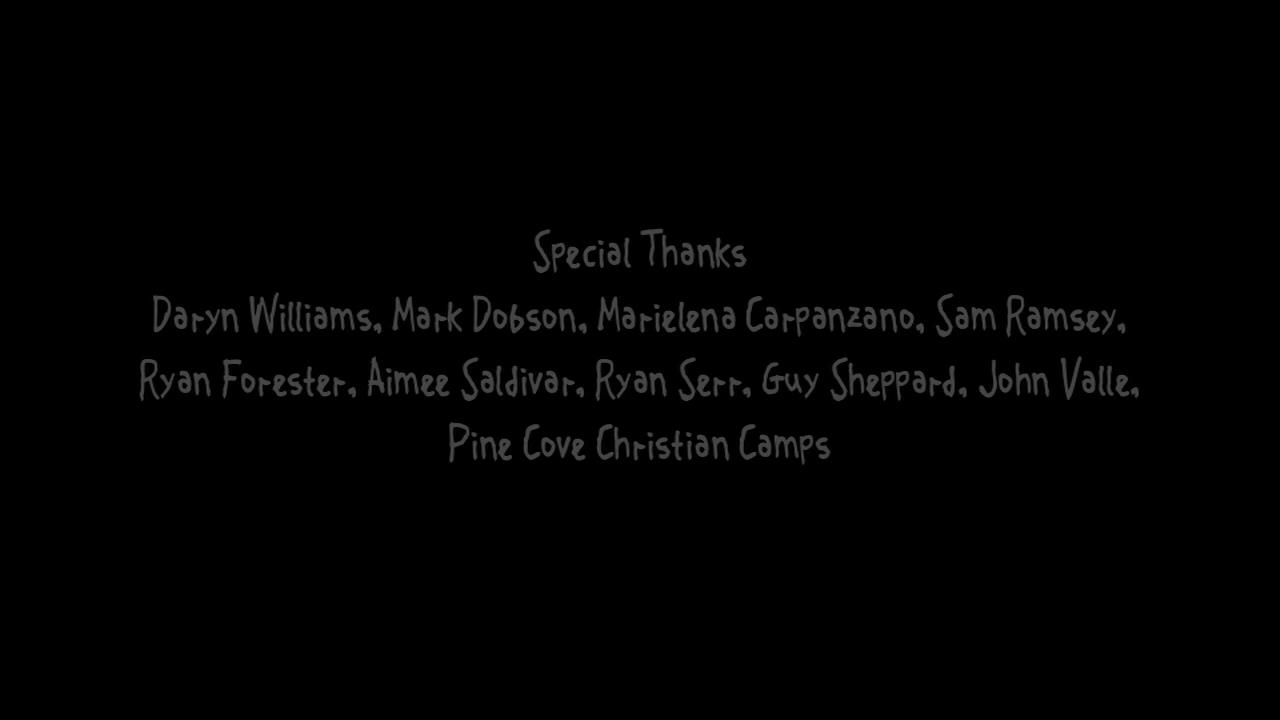 Special Thanks
Daryn Williams, Mark Dobson, Marielena Carpanzano, Sam Ramsey,
Ryan Forester, Aimee Saldivar, Ryan Serr, Guy Sheppard, John Valle,
Pine Cove Christian Camps